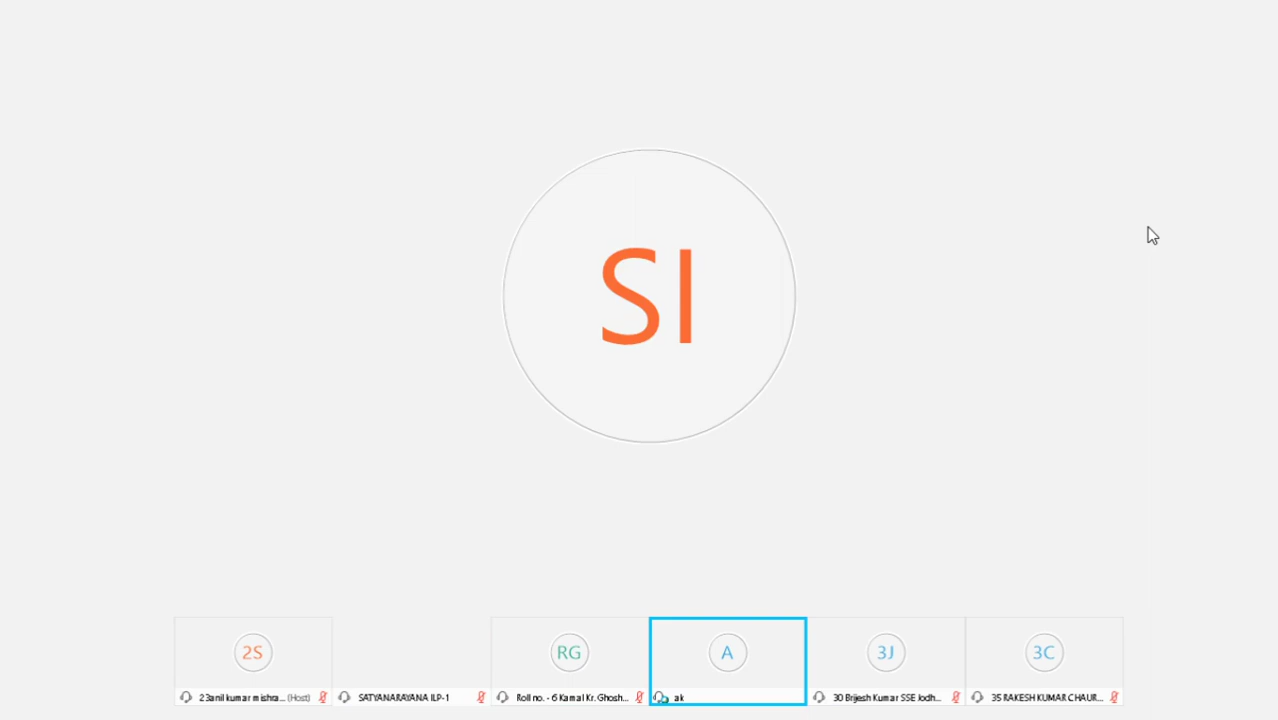 SI
2S
RG
A
3J
3C
23anil kumar mishra... (Host)
SATYANARAYANA ILP-1
Roll no. - 6 Kamal Kr. Ghosh...
ak
30 Brijesh Kumar SSE Jodh...
35 RAKESH KUMAR CHAUR...